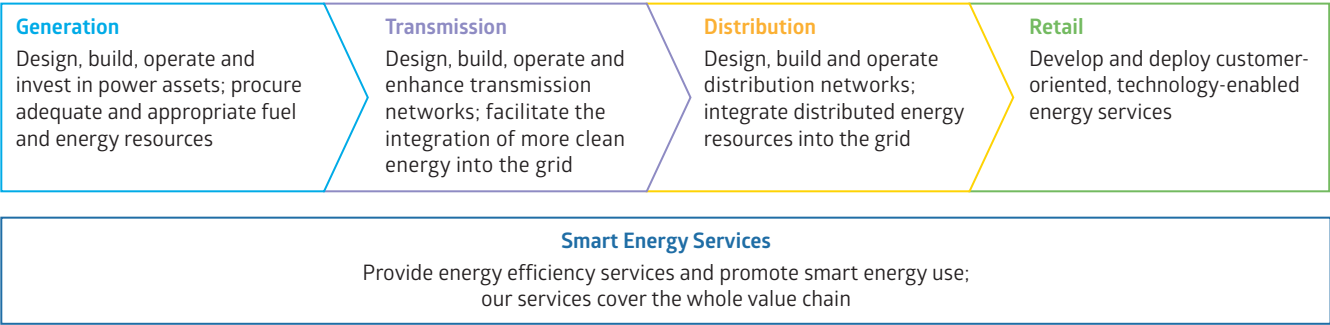 Generation
Design, build, operate and
invest in power assets; procure
adequate and appropriate fuel
and energy resources
Transmission
Design, build, operate and
enhance transmission
networks; facilitate the
integration of more clean
energy into the grid
Distribution
Design, build and operate
distribution networks;
integrate distributed energy
resources into the grid
Retail
Develop and deploy customer-
oriented, technology-enabled
energy services
Smart Energy Services
Provide energy efficiency services and promote smart energy use;
our services cover the whole value chain